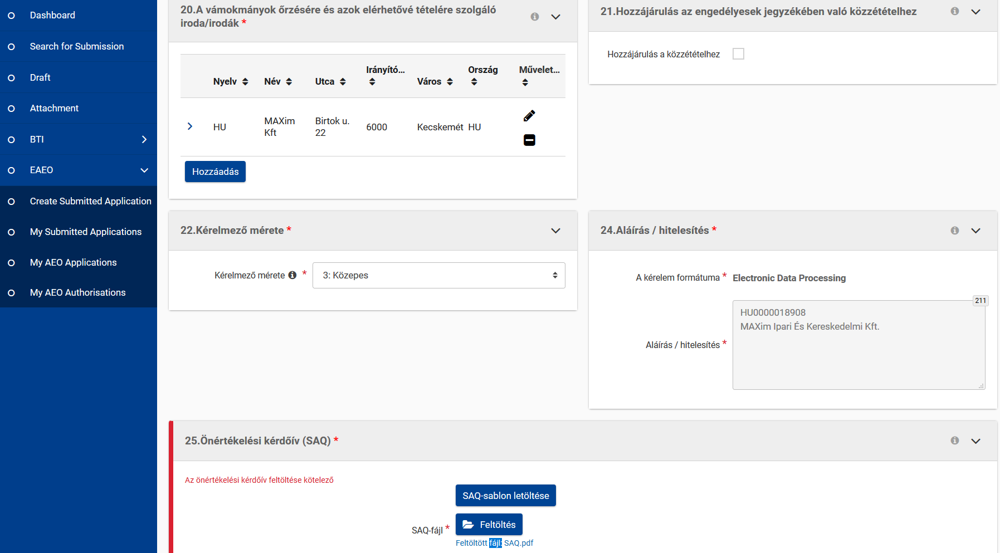 Dashboard
Search for Submission
Draft
Attachment
BTI
EAEO
Create Submitted Application
My Submitted Applications
My AEO Applications
My AEO Authorisations
20.A vámokmányok őrzésére és azok elérhetővé tételére szolgáló
iroda/irodák *
Nyelv Név Utca Irányító... Város Ország Művelet...
HU MAXim Kft Birtok u. 22 6000 Kecskemét HU
Hozzáadás
21.Hozzájárulás az engedélyesek jegyzékében való közzétételhez
Hozzájárulás a közzétételhez
22.Kérelmező mérete *
Kérelmező mérete * 3: Közepes
24.Aláírás / hitelesítés *
A kérelem formátuma * Electronic Data Processing
211
HU0000018908
MAXim Ipari És Kereskedelmi Kft.
Aláírás / hitelesítés *
25.Önértékelési kérdőív (SAQ) *
Az önértékelési kérdőív feltöltése kötelező
SAQ-sablon letöltése
SAQ-fájl * Feltöltés
Feltöltött fájl: SAQ.pdf